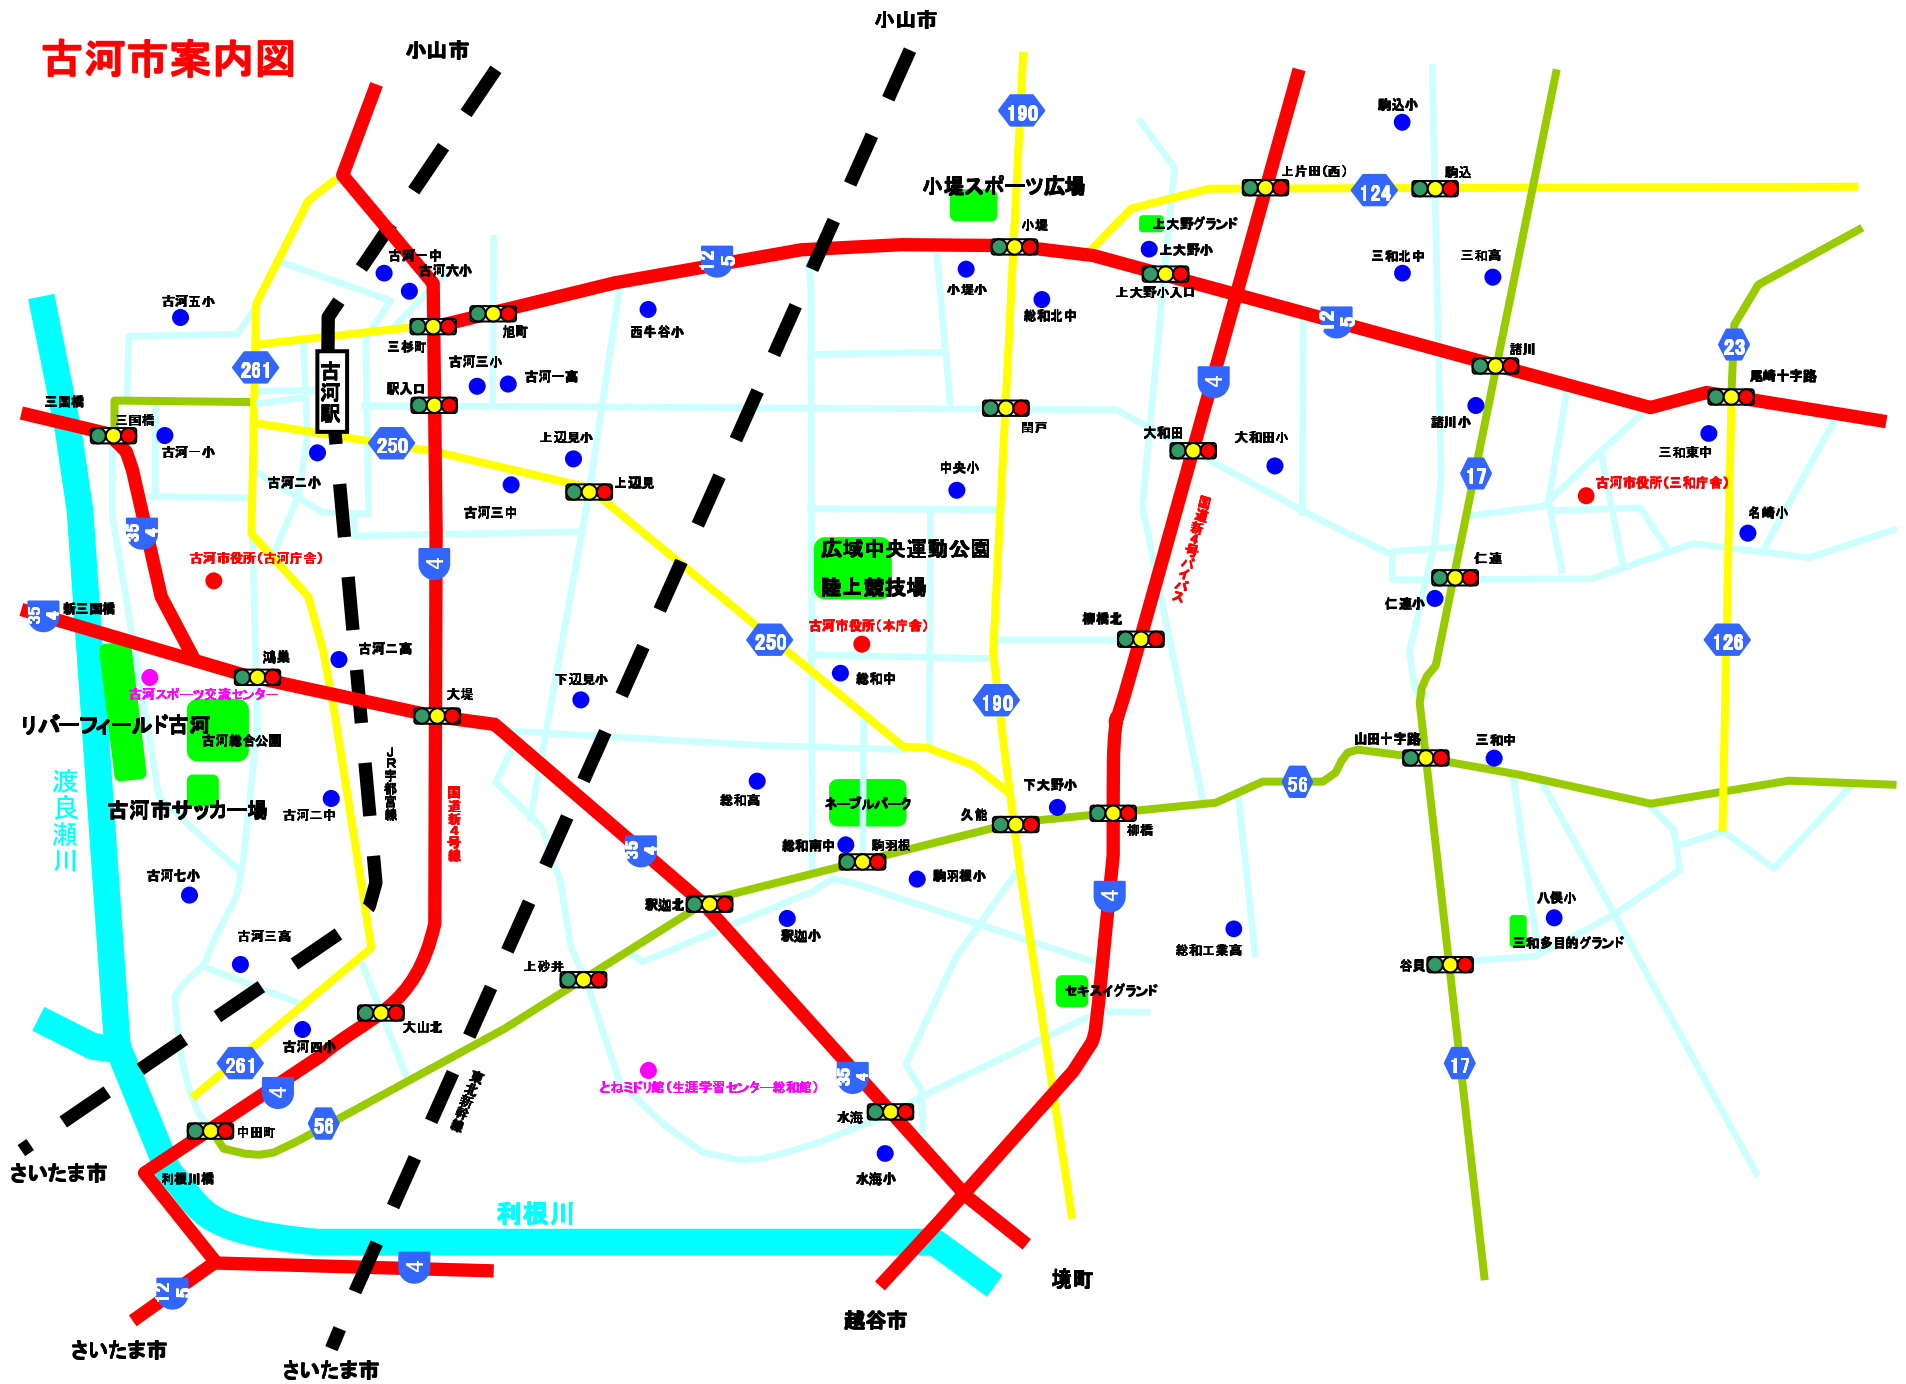 小山市
古河市案内図
小山市
駒込小
190
上片田(西)
駒込
124
小堤スポーツ広場
小堤
上大野グランド
上大野小
三和北中
三和高
古河一中
古河六小
12
5
小堤小
上大野小入口
総和北中
古河五小
旭町
西牛谷小
12
5
三杉町
諸川
23
261
古河三小
古河一高
古河駅
駅入口
4
尾崎十字路
三国橋
三国橋
諸川小
関戸
古河一小
250
上辺見小
大和田
大和田小
三和東中
古河二小
上辺見
中央小
17
古河市役所(三和庁舎)
古河三中
国道新4号バイパス
名崎小
35
4
古河市役所(古河庁舎)
4
広域中央運動公園
陸上競技場
仁連
仁連小
35
4
新三国橋
古河市役所(本庁舎)
柳橋北
250
126
鴻巣
古河二高
下辺見小
総和中
古河スポーツ交流センター
大堤
190
リバーフィールド古河
古河総合公園
山田十字路
三和中
JR宇都宮線
渡良瀬川
国道新4号線
古河市サッカー場
古河二中
総和高
ネーブルパーク
久能
下大野小
56
柳橋
総和南中
駒羽根
35
4
古河七小
釈迦北
駒羽根小
4
八俣小
古河三高
釈迦小
総和工業高
三和多目的グランド
上砂井
谷貝
セキスイグランド
大山北
古河四小
261
4
とねミドリ館(生涯学習センター総和館)
35
4
17
東北新幹線
56
水海
中田町
水海小
さいたま市
利根川橋
利根川
4
12
5
境町
越谷市
さいたま市
さいたま市